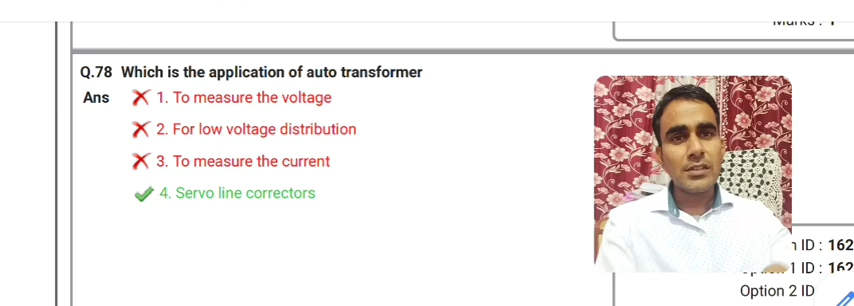 Q.78 Which is the application of auto transformer
Ans 1. To measure the voltage
2. For low voltage distribution
3. To measure the current
4. Servo line correctors
ID : 162
1 ID : 162
Option 2 ID